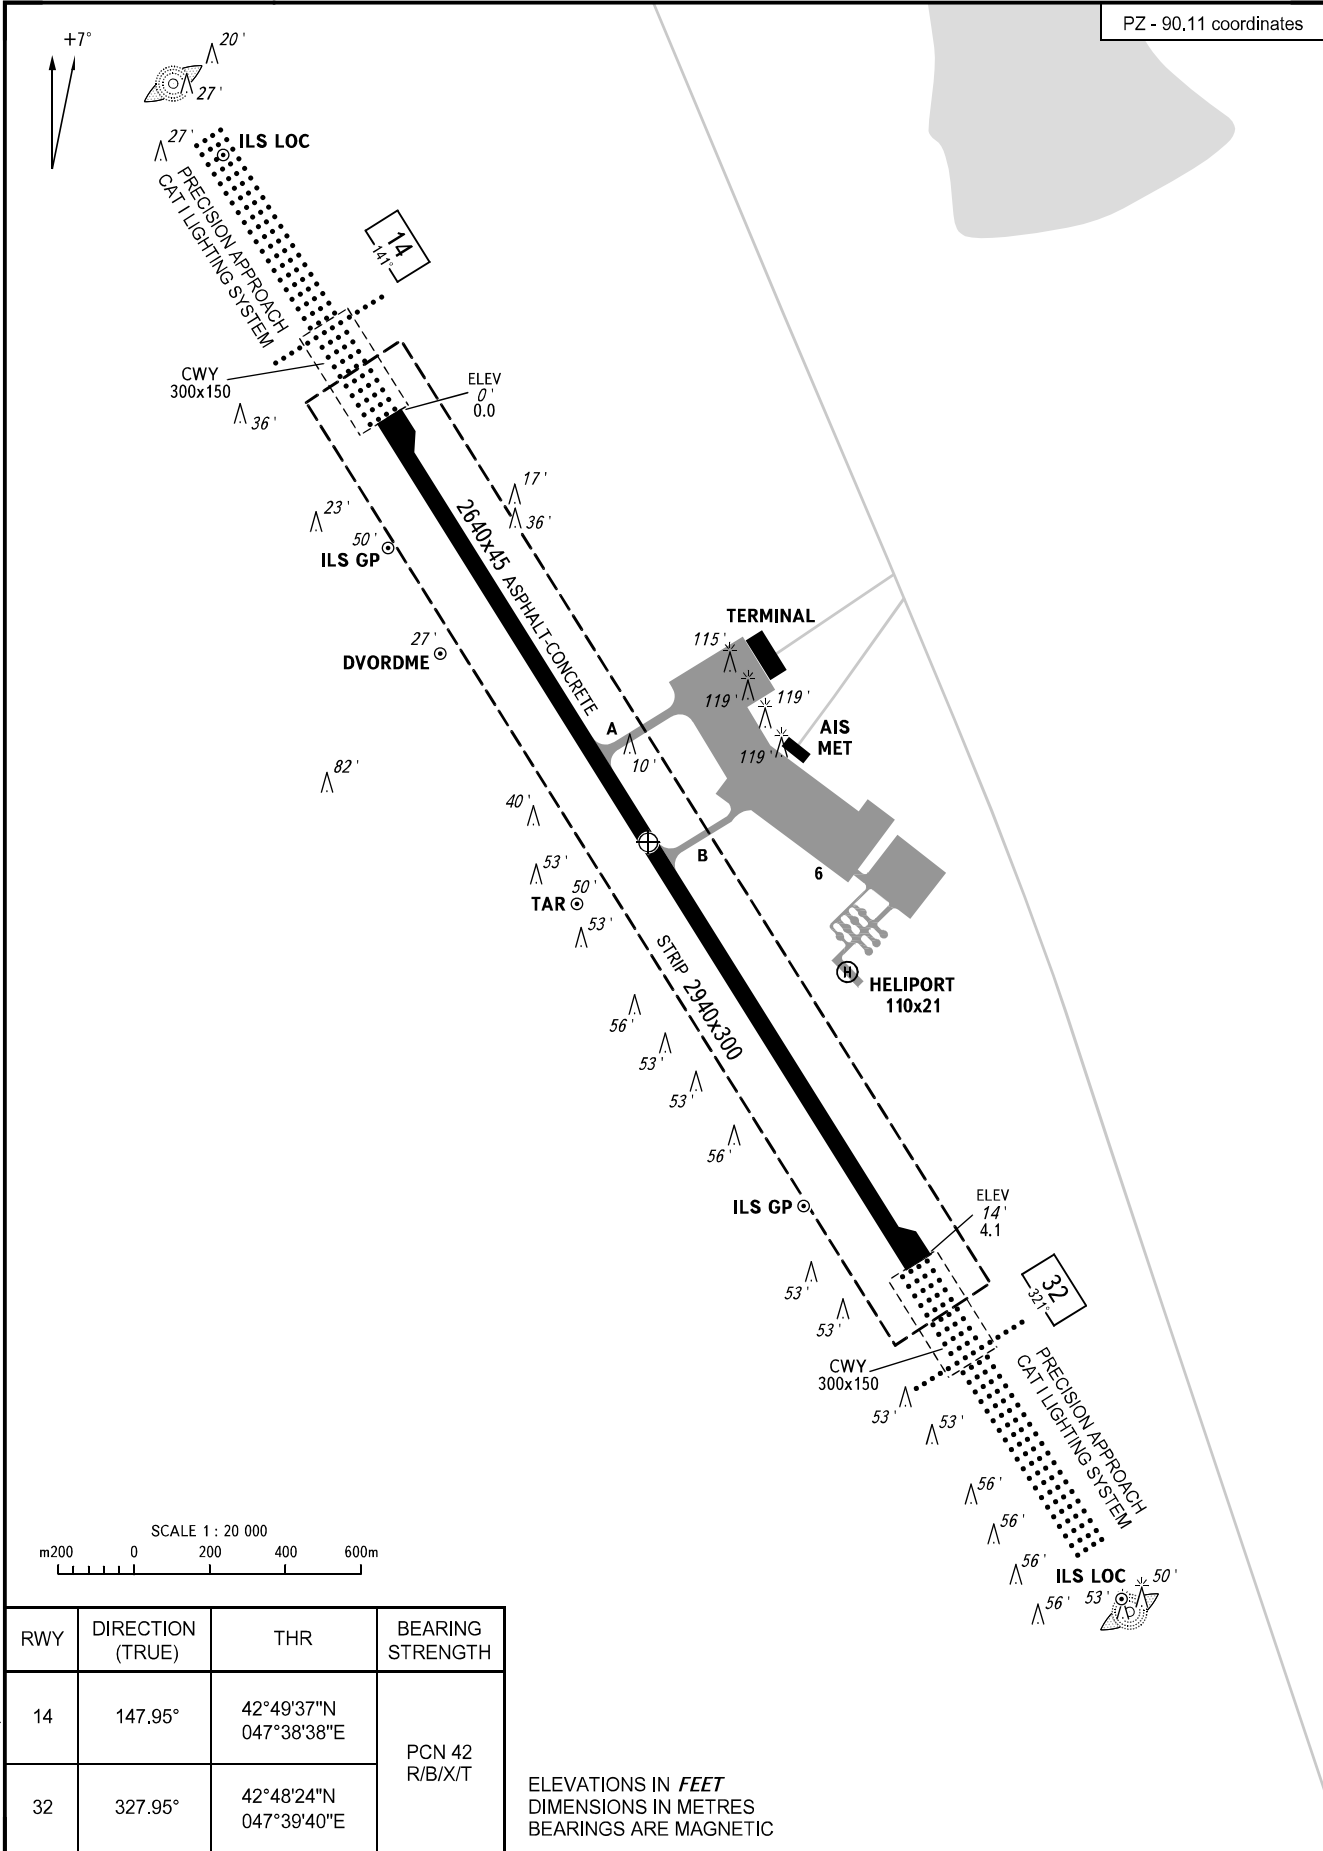 PZ - 90.11 coordinates
+7°
20'
27'
27'
ILS LOC
PRECISION APPROACH
CAT I LIGHTING SYSTEM
14
141°
CWY
300x150
ELEV
0'
0.0
36'
17'
36'
23'
50'
ILS GP
2640x45 ASPHALT-CONCRETE
27'
DVORDME
TERMINAL
115'
119'
119'
119'
AIS
MET
A
10'
82'
40'
B
6
53'
50'
TAR
53'
STRIP 2940x300
H
HELIPORT
110x21
56'
53'
53'
56'
ILS GP
ELEV
14'
4.1
53'
53'
32
321°
CWY
300x150
PRECISION APPROACH
CAT I LIGHTING SYSTEM
53'
53'
56'
56'
56'
56'
ILS LOC
53'
50'
SCALE 1 : 20 000
m200 0 200 400 600m
RWY DIRECTION (TRUE) THR BEARING STRENGTH
14 147.95° 42°49'37"N
047°38'38"E
PCN 42
R/B/X/T
32 327.95° 42°48'24"N
047°39'40"E
ELEVATIONS IN FEET
DIMENSIONS IN METRES
BEARINGS ARE MAGNETIC